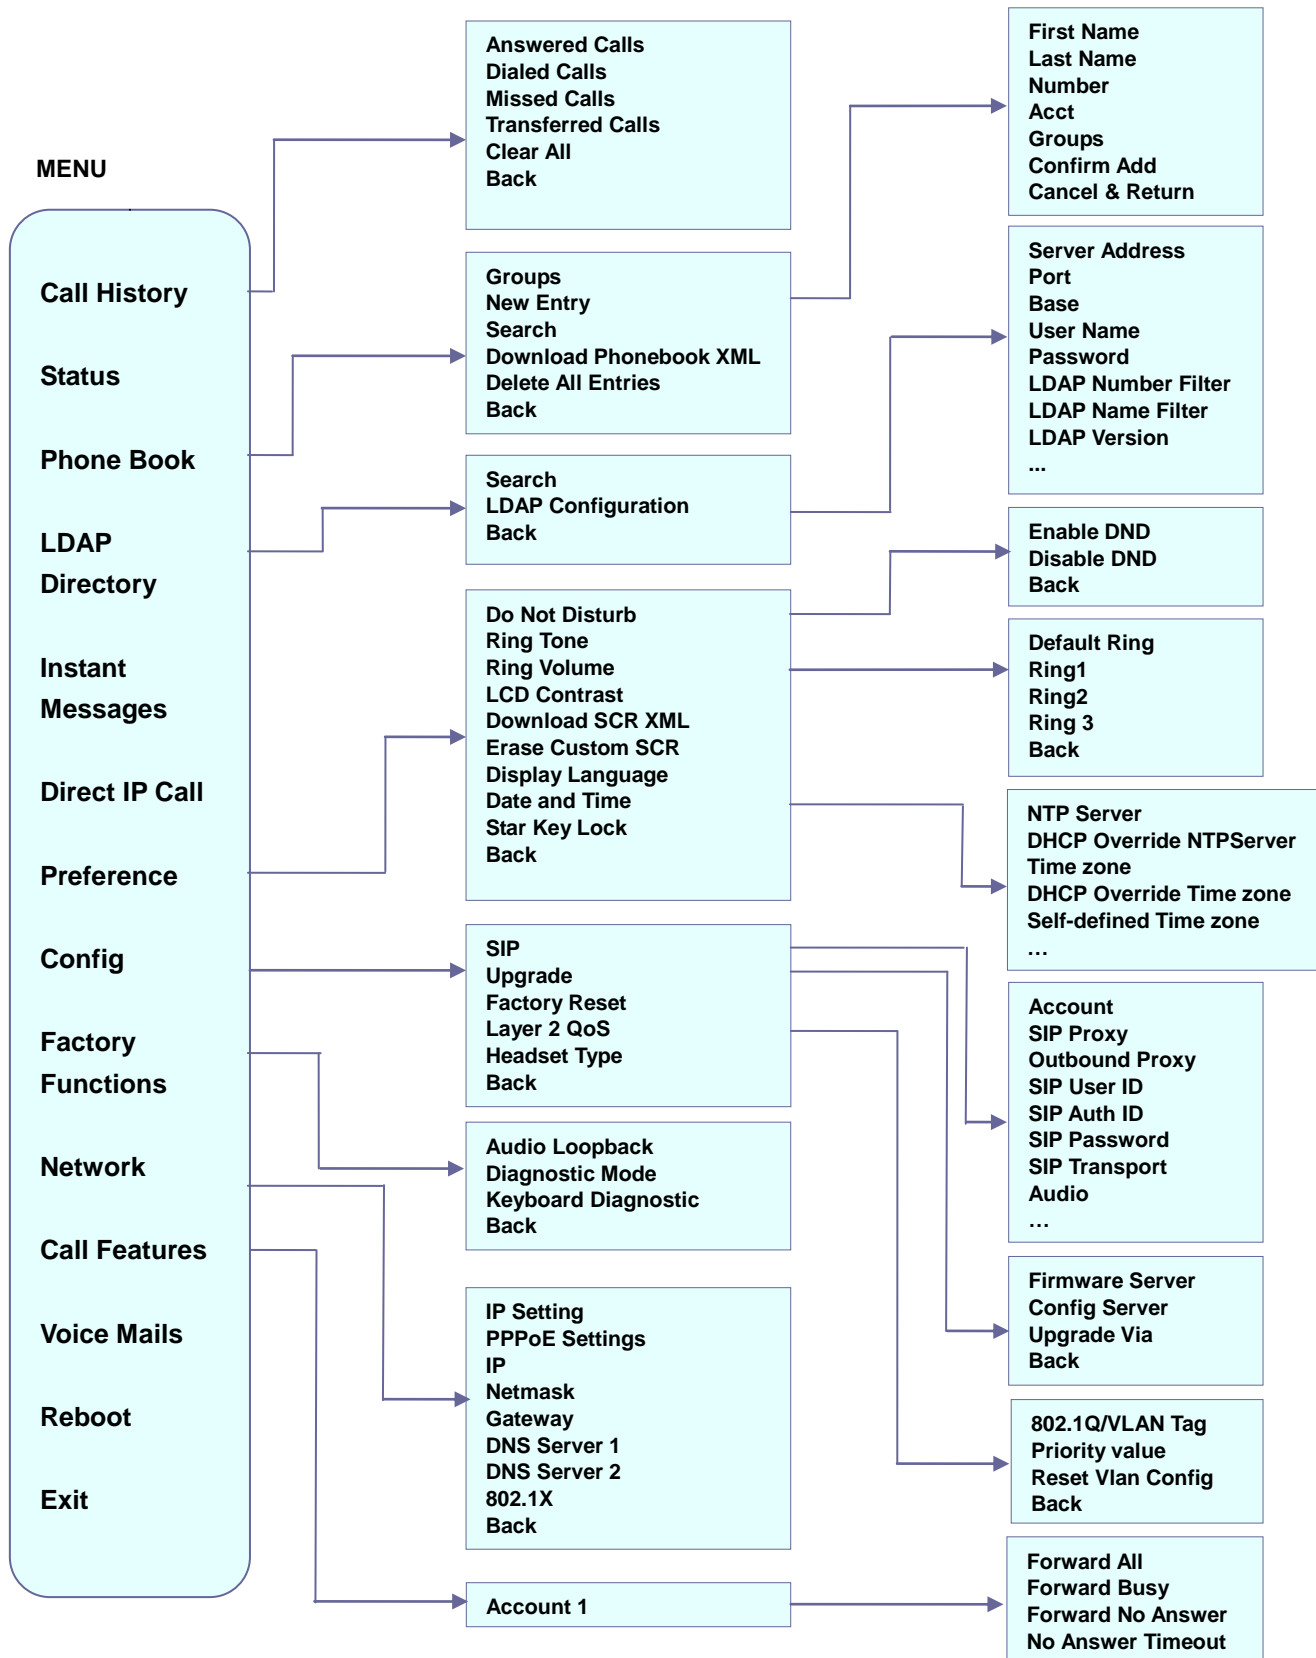 MENU
Call History
Status
Phone Book
LDAP
Directory
Instant
Messages
Direct IP Call
Preference
Config
Factory
Functions
Network
Call Features
Voice Mails
Reboot
Exit
Answered Calls
Dialed Calls
Missed Calls
Transferred Calls
Clear All
Back
Groups
New Entry
Search
Download Phonebook XML
Delete All Entries
Back
Search
LDAP Configuration
Back
Do Not Disturb
Ring Tone
Ring Volume
LCD Contrast
Download SCR XML
Erase Custom SCR
Display Language
Date and Time
Star Key Lock
Back
SIP
Upgrade
Factory Reset
Layer 2 QoS
Headset Type
Back
Audio Loopback
Diagnostic Mode
Keyboard Diagnostic
Back
IP Setting
PPPoE Settings
IP
Netmask
Gateway
DNS Server 1
DNS Server 2
802.1X
Back
Account 1
First Name
Last Name
Number
Acct
Groups
Confirm Add
Cancel & Return
Server Address
Port
Base
User Name
Password
LDAP Number Filter
LDAP Name Filter
LDAP Version
...
Enable DND
Disable DND
Back
Default Ring
Ring1
Ring2
Ring 3
Back
NTP Server
DHCP Override NTPServer
Time zone
DHCP Override Time zone
Self-defined Time zone
…
Account
SIP Proxy
Outbound Proxy
SIP User ID
SIP Auth ID
SIP Password
SIP Transport
Audio
…
Firmware Server
Config Server
Upgrade Via
Back
802.1Q/VLAN Tag
Priority value
Reset Vlan Config
Back
Forward All
Forward Busy
Forward No Answer
No Answer Timeout